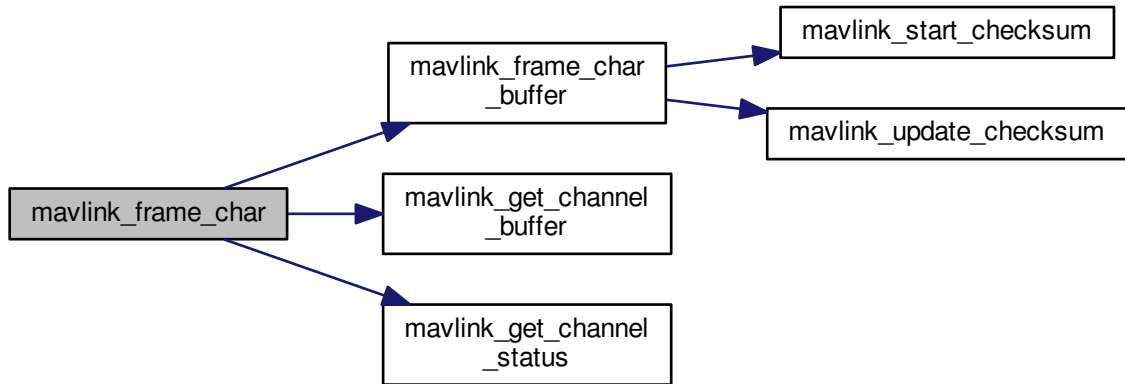 mavlink_frame_char
mavlink_frame_char
_buffer
mavlink_get_channel
_buffer
mavlink_get_channel
_status
mavlink_start_checksum
mavlink_update_checksum